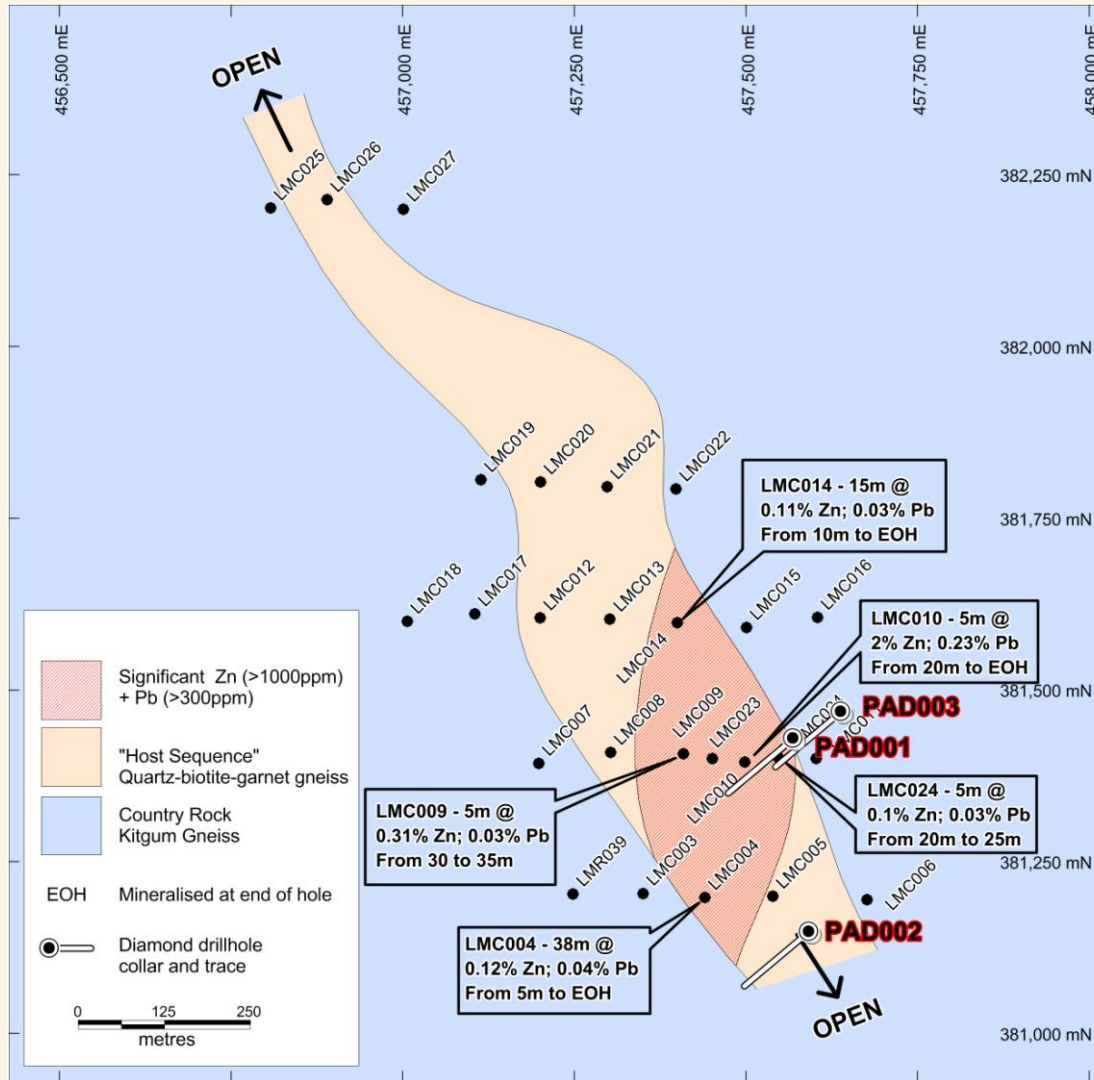 456,500 mE
457,000 mE
457,250 mE
457,500 mE
457,750 mE
458,000 mE
OPEN
LMC025
LMC026
LMC027
382,250 mN
382,000 mN
LMC019
LMC020
LMC021
LMC022
LMC014 - 15m @
0.11% Zn; 0.03% Pb
From 10m to EOH
381,750 mN
LMC018
LMC017
LMC012
LMC013
LMC014
LMC015
LMC016
LMC010 - 5m @
2% Zn; 0.23% Pb
From 20m to EOH
381,500 mN
LMC007
LMC008
LMC009
LMC023
LMC010
PAD003
PAD001
LMC009 - 5m @
0.31% Zn; 0.03% Pb
From 30 to 35m
LMC024 - 5m @
0.1% Zn; 0.03% Pb
From 20m to 25m
381,250 mN
LMR039
LMC003
LMC004
LMC005
LMC006
PAD002
LMC004 - 38m @
0.12% Zn; 0.04% Pb
From 5m to EOH
OPEN
381,000 mN
Significant Zn (>1000ppm)
+ Pb (>300ppm)
"Host Sequence"
Quartz-biotite-garnet gneiss
Country Rock
Kitgum Gneiss
EOH Mineralised at end of hole
Diamond drillhole
collar and trace
0 125 250
metres